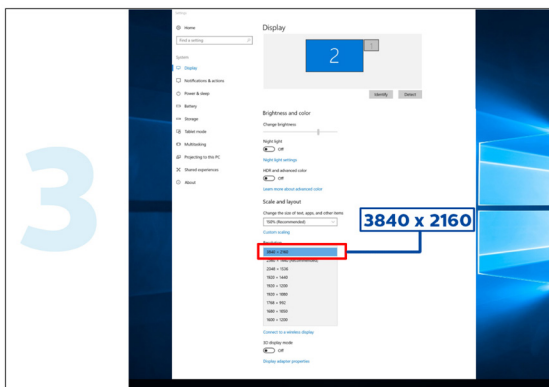 3
Home
Find a setting
System
Display
Notifications & actions
Power & sleep
Battery
Storage
Tablet mode
Multitasking
Projecting to this PC
Shared experiences
About
Display
2
1
Identify
Detect
Brightness and color
Change brightness
Night light
Off
Night light settings
HDR and advanced color
Off
Learn more about advanced color
Scale and layout
Change the size of text, apps, and other items
100% (Recommended)
Custom scaling
Resolution
3840 × 2160
3840 x 2160
(Recommended)
2048 × 1536
1920 × 1440
1920 × 1200
1920 × 1080
1680 × 1050
1600 × 1200
Connect to a wireless display
3D display mode
Off
Display adapter properties